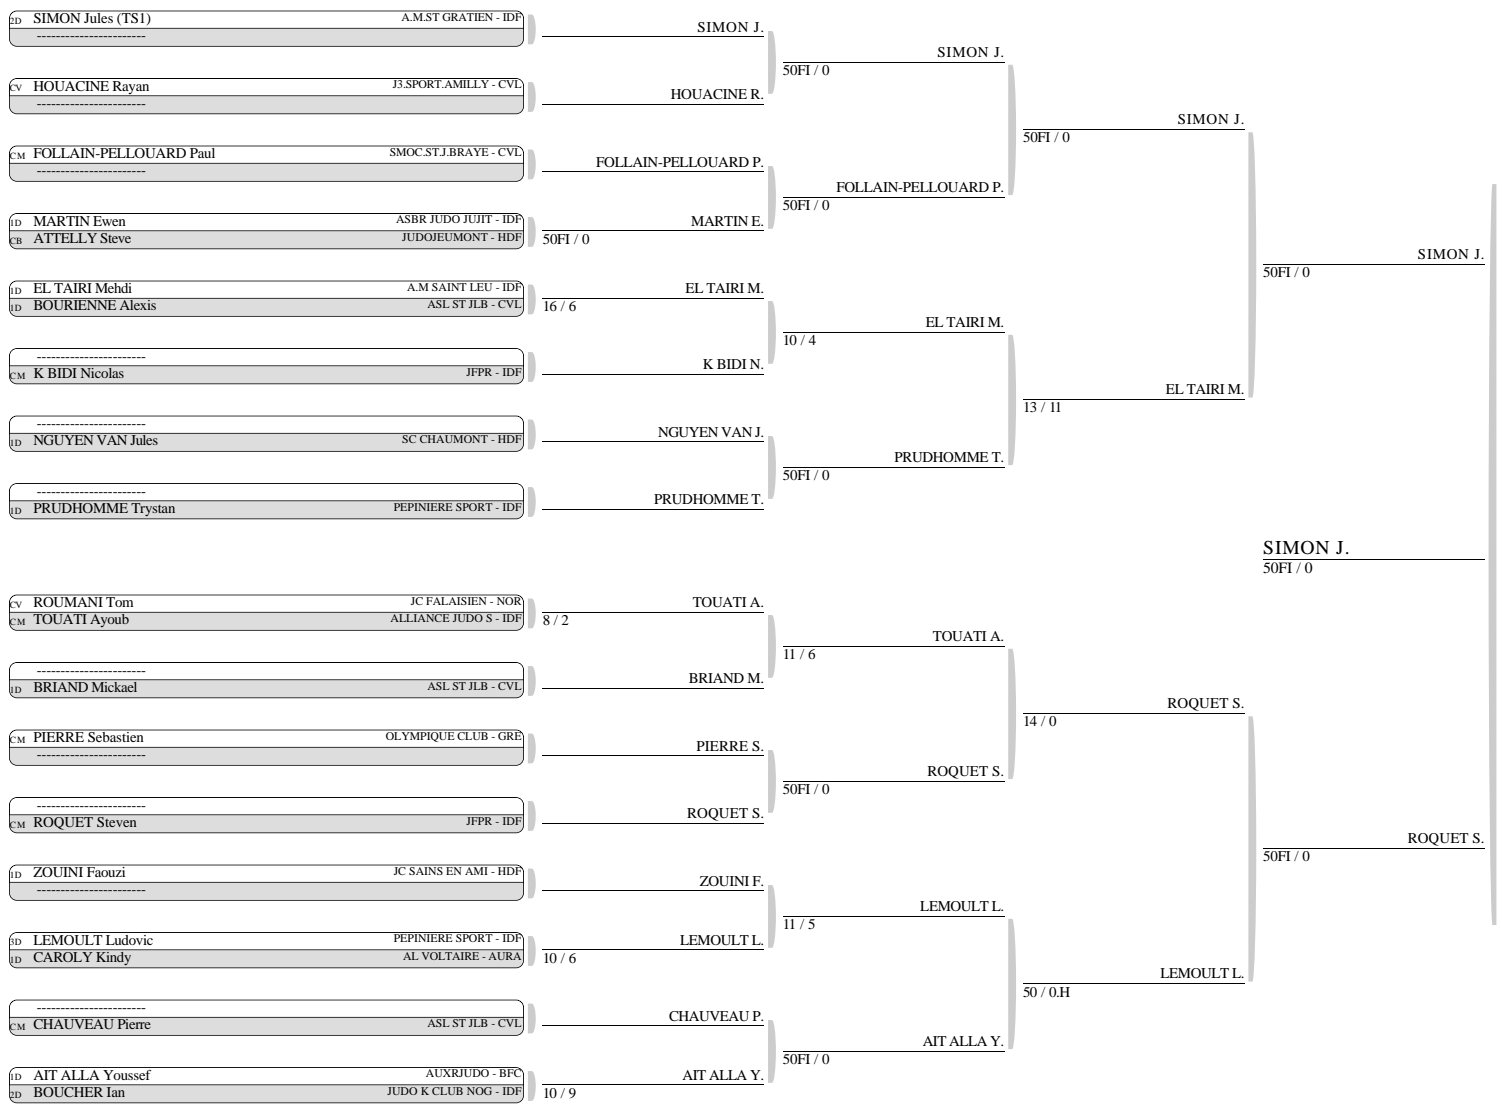 2D SIMON Jules (TS1) A.M.ST GRATIEN - IDF
-----------------------
CV HOUACINE Rayan J3.SPORT.AMILLY - CVL
-----------------------
CM FOLLAIN-PELLOUARD Paul SMOC.ST.J.BRAYE - CVL
-----------------------
1D MARTIN Ewen ASBR JUDO JUJIT - IDF
CB ATTELLY Steve JUDOJEUMONT - HDF
1D EL TAIRI Mehdi A.M SAINT LEU - IDF
1D BOURIENNE Alexis ASL ST JLB - CVL
-----------------------
CM K BIDI Nicolas JFPR - IDF
-----------------------
1D NGUYEN VAN Jules SC CHAUMONT - HDF
-----------------------
1D PRUDHOMME Trystan PEPINIERE SPORT - IDF
CV ROUMANI Tom JC FALAISIEN - NOR
CM TOUATI Ayoub ALLIANCE JUDO S - IDF
-----------------------
1D BRIAND Mickael ASL ST JLB - CVL
CM PIERRE Sebastien OLYMPIQUE CLUB - GRE
-----------------------
-----------------------
CM ROQUET Steven JFPR - IDF
1D ZOUINI Faouzi JC SAINS EN AMI - HDF
-----------------------
3D LEMOULT Ludovic PEPINIERE SPORT - IDF
1D CAROLY Kindy AL VOLTAIRE - AURA
-----------------------
CM CHAUVEAU Pierre ASL ST JLB - CVL
1D AIT ALLA Youssef AUXRJUDO - BFC
2D BOUCHER Ian JUDO K CLUB NOG - IDF
SIMON J.
HOUACINE R.
FOLLAIN-PELLOUARD P.
MARTIN E.
50FI / 0
EL TAIRI M.
16 / 6
K BIDI N.
NGUYEN VAN J.
PRUDHOMME T.
TOUATI A.
8 / 2
BRIAND M.
PIERRE S.
ROQUET S.
ZOUINI F.
LEMOULT L.
10 / 6
CHAUVEAU P.
AIT ALLA Y.
10 / 9
SIMON J.
50FI / 0
FOLLAIN-PELLOUARD P.
50FI / 0
EL TAIRI M.
10 / 4
PRUDHOMME T.
50FI / 0
TOUATI A.
11 / 6
ROQUET S.
50FI / 0
LEMOULT L.
11 / 5
AIT ALLA Y.
50FI / 0
SIMON J.
50FI / 0
EL TAIRI M.
13 / 11
ROQUET S.
14 / 0
LEMOULT L.
50 / 0.H
SIMON J.
50FI / 0
SIMON J.
50FI / 0
ROQUET S.
50FI / 0